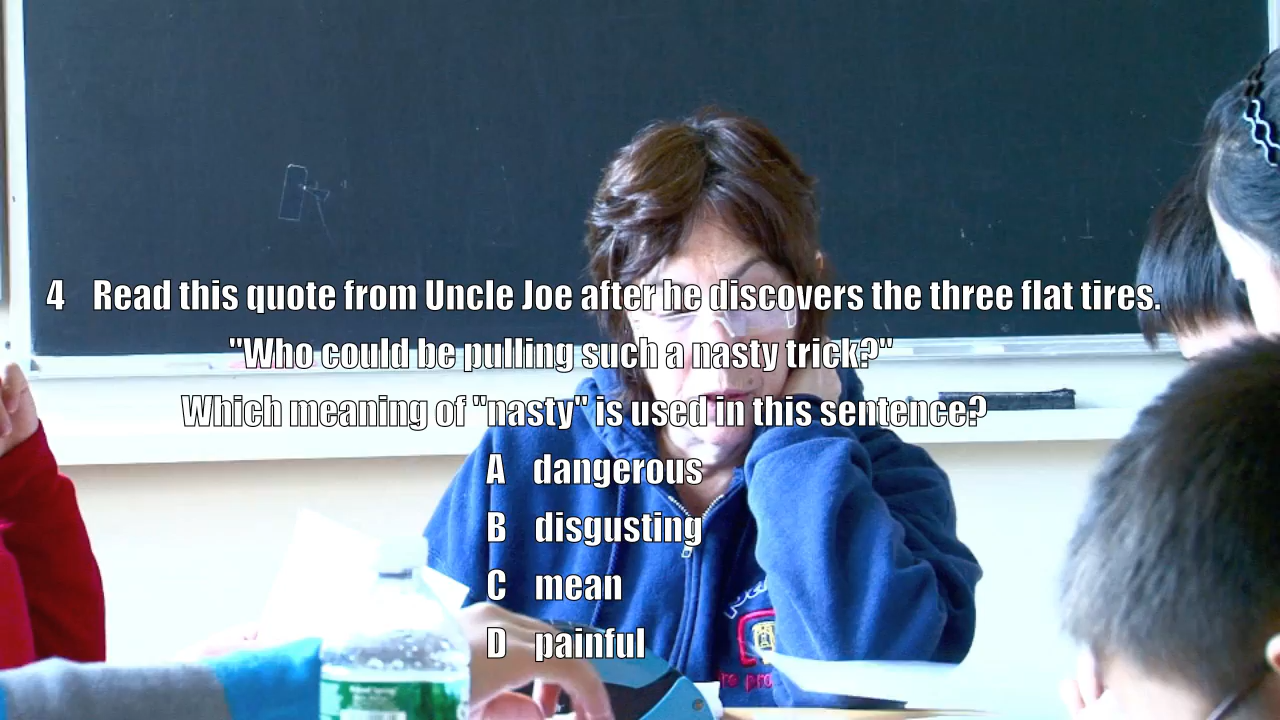 4 Read this quote from Uncle Joe after he discovers the three flat tires.
"Who could be pulling such a nasty trick?"
Which meaning of "nasty" is used in this sentence?
A dangerous
B disgusting
C mean
D painful